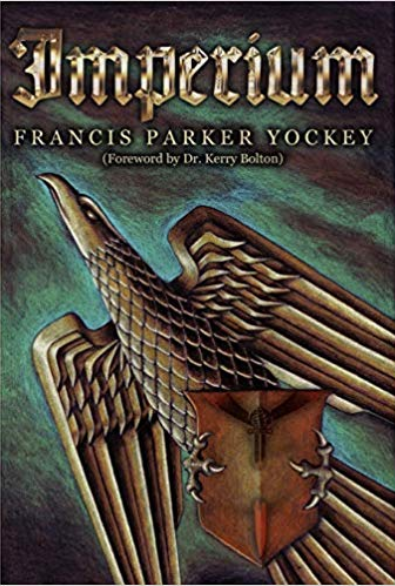 Imperium
FRANCIS PARKER YOCKEY
(Foreword by Dr. Kerry Bolton)